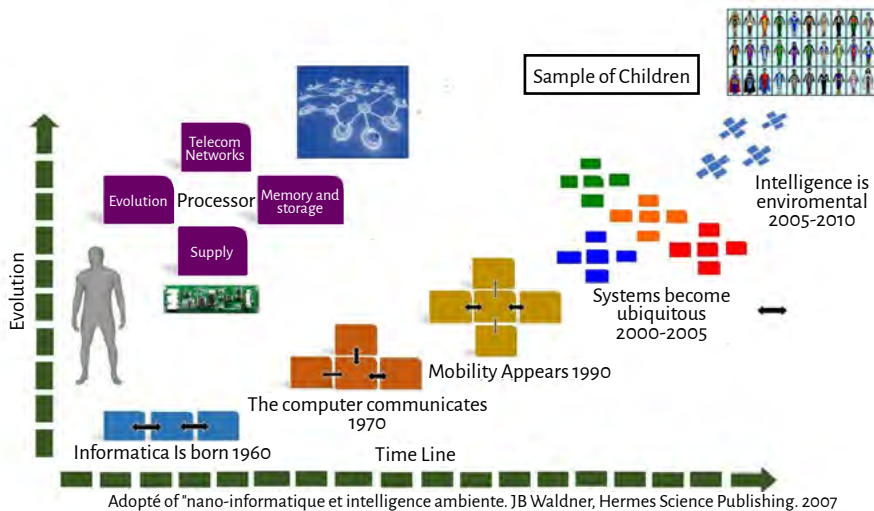 Sample of Children
Telecom
Networks
Evolution
Processor
Memory and
storage
Supply
Intelligence is
enviromental
2005-2010
Systems become
ubiquitous
2000-2005
Evolution
Mobility Appears 1990
The computer communicates
1970
Informatica Is born 1960
Time Line
Adopté of "nano-informatique et intelligence ambiente. JB Waldner, Hermes Science Publishing. 2007